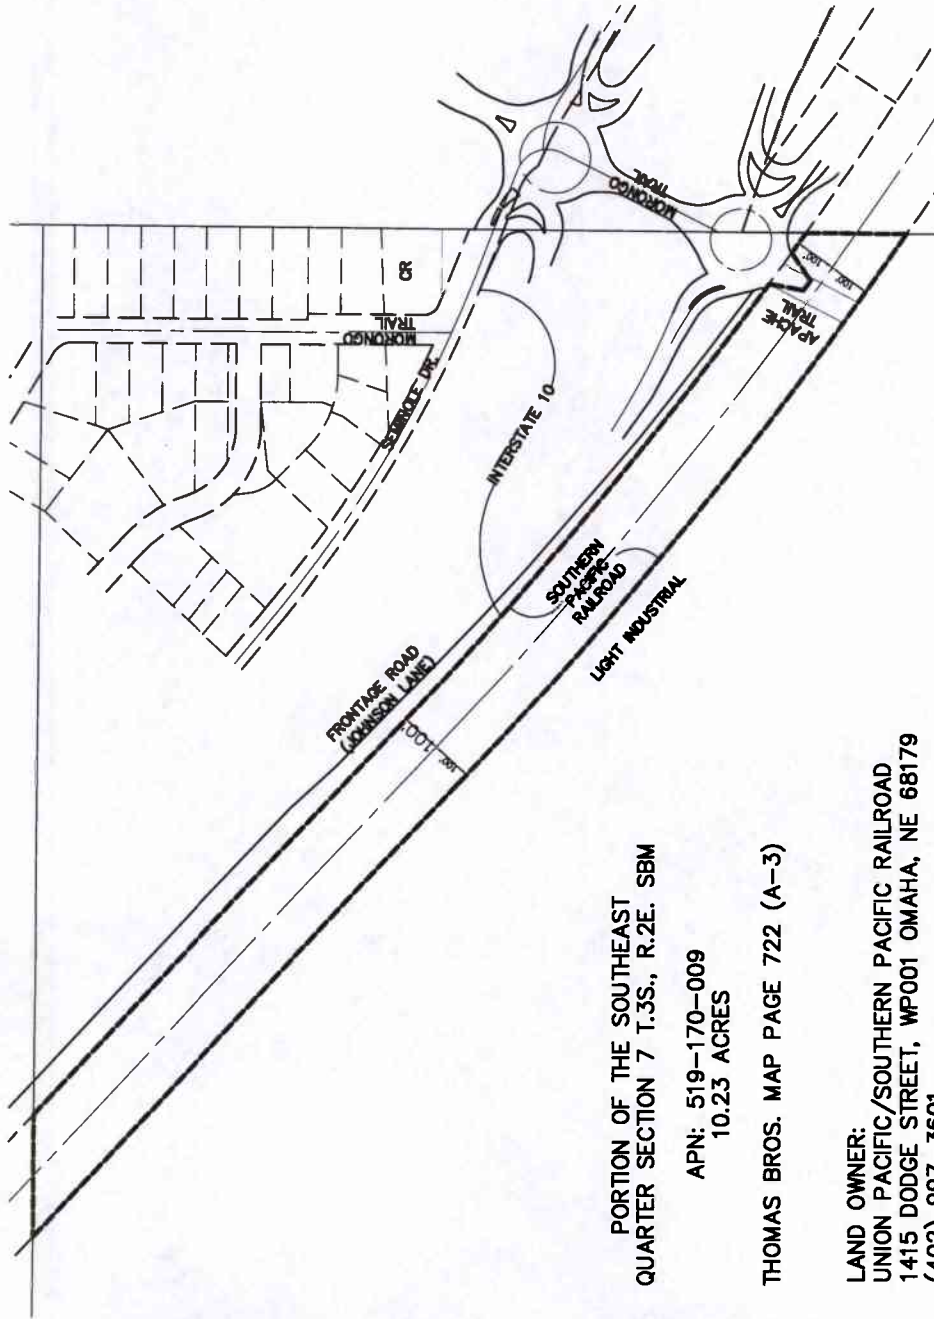 CR
MORONGO
TRAIL
SEMINOLE DR.
MORONGO
TRAIL
INTERSTATE 10
APACHE
TRAIL
100'
100'
SOUTHERN
PACIFIC
RAILROAD
LIGHT INDUSTRIAL
FRONTAGE ROAD
(JOHNSON LANE)
100'
100'
PORTION OF THE SOUTHEAST
QUARTER SECTION 7 T.3S., R.2E. SBM
APN: 519-170-009
10.23 ACRES
THOMAS BROS. MAP PAGE 722 (A-3)
LAND OWNER:
UNION PACIFIC/SOUTHERN PACIFIC RAILROAD
1415 DODGE STREET, WP001 OMAHA, NE 68179